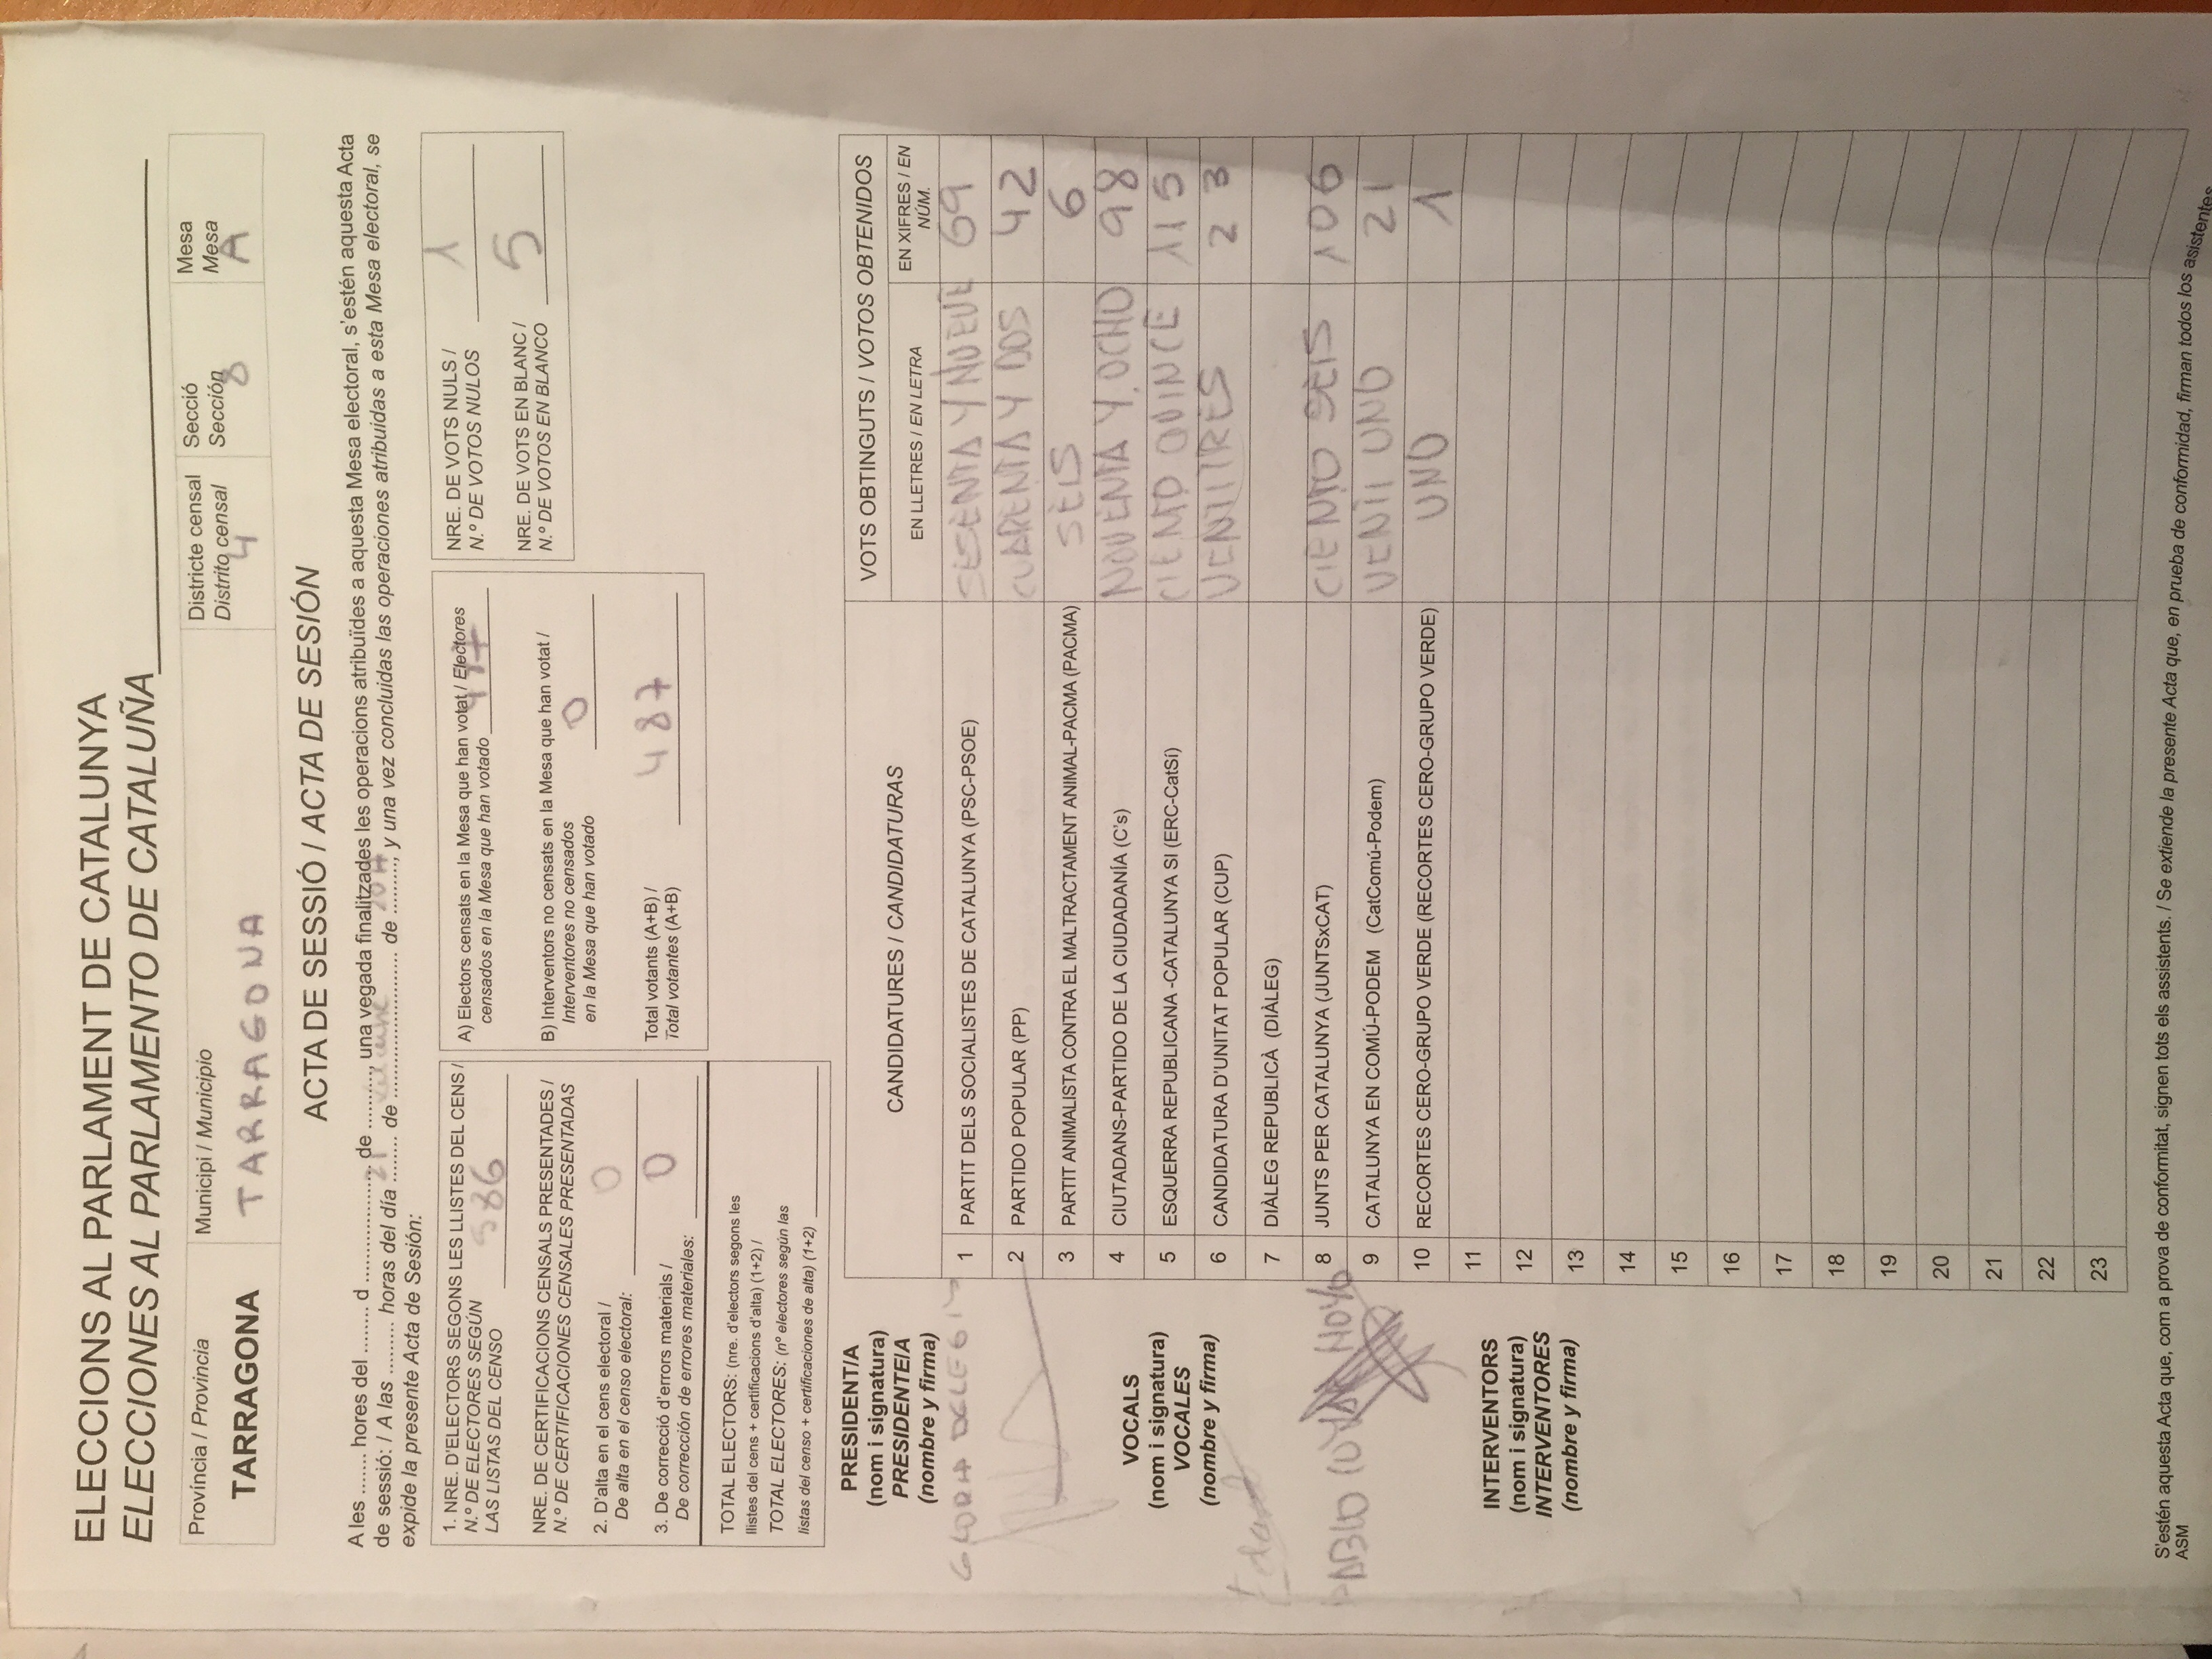 ELECCIONS AL PARLAMENT DE CATALUNYA
ELECCIONES AL PARLAMENTO DE CATALUÑA
Província / Provincia
TARRAGONA
Municipi / Municipio
TARRAGONA
Districte censal
Distrito censal
4
Secció
Sección
8
Mesa
Mesa
A
ACTA DE SESSIÓ / ACTA DE SESIÓN
A les ....... hores del ........ d .................... de .........., una vegada finalitzades les operacions atribuïdes a aquesta Mesa electoral, s'estén aquesta Acta
de sessió: / A las ......... horas del día 21 de ......................... de 2017, y una vez concluidas las operaciones atribuidas a esta Mesa electoral, se
expide la presente Acta de Sesión:
1. NRE. D'ELECTORS SEGONS LES LLISTES DEL CENS /
N.º DE ELECTORES SEGÚN
LAS LISTAS DEL CENSO 586
NRE. DE CERTIFICACIONS CENSALS PRESENTADES /
N.º DE CERTIFICACIONES CENSALES PRESENTADAS
2. D'alta en el cens electoral /
De alta en el censo electoral: 0
3. De correcció d'errors materials /
De corrección de errores materiales: 0
TOTAL ELECTORS: (nre. d'electors segons les
llistes del cens + certificacions d'alta) (1+2) /
TOTAL ELECTORES: (nº electores según las
listas del censo + certificaciones de alta) (1+2)
A) Electors censats en la Mesa que han votat / Electores
censados en la Mesa que han votado 487
B) Interventors no censats en la Mesa que han votat /
Interventores no censados
en la Mesa que han votado 0
Total votants (A+B) /
Total votantes (A+B) 487
NRE. DE VOTS NULS /
N.º DE VOTOS NULOS 1
NRE. DE VOTS EN BLANC /
N.º DE VOTOS EN BLANCO 5
PRESIDENT/A
(nom i signatura)
PRESIDENTE/A
(nombre y firma)
GLORIA
VOCALS
(nom i signatura)
VOCALES
(nombre y firma)
PABLO
INTERVENTORS
(nom i signatura)
INTERVENTORES
(nombre y firma)
CANDIDATURES / CANDIDATURAS
VOTS OBTINGUTS / VOTOS OBTENIDOS
EN LLETRES / EN LETRA
EN XIFRES / EN
NÚM.
1 PARTIT DELS SOCIALISTES DE CATALUNYA (PSC-PSOE) SESENTA Y NUEVE 69
2 PARTIDO POPULAR (PP) CUARENTA Y DOS 42
3 PARTIT ANIMALISTA CONTRA EL MALTRACTAMENT ANIMAL-PACMA (PACMA) SEIS 6
4 CIUTADANS-PARTIDO DE LA CIUDADANÍA (C's) NOVENTA Y OCHO 98
5 ESQUERRA REPUBLICANA -CATALUNYA SI (ERC-CatSí) CIENTO QUINCE 115
6 CANDIDATURA D'UNITAT POPULAR (CUP) VENTITRES 23
7 DIÀLEG REPUBLICÀ (DIÀLEG)
8 JUNTS PER CATALUNYA (JUNTSxCAT) CIENTO SEIS 106
9 CATALUNYA EN COMÚ-PODEM (CatComú-Podem) VENTI UNO 21
10 RECORTES CERO-GRUPO VERDE (RECORTES CERO-GRUPO VERDE) UNO 1
11
12
13
14
15
16
17
18
19
20
21
22
23
S'estén aquesta Acta que, com a prova de conformitat, signen tots els assistents. / Se extiende la presente Acta que, en prueba de conformidad, firman todos los asistentes
ASM